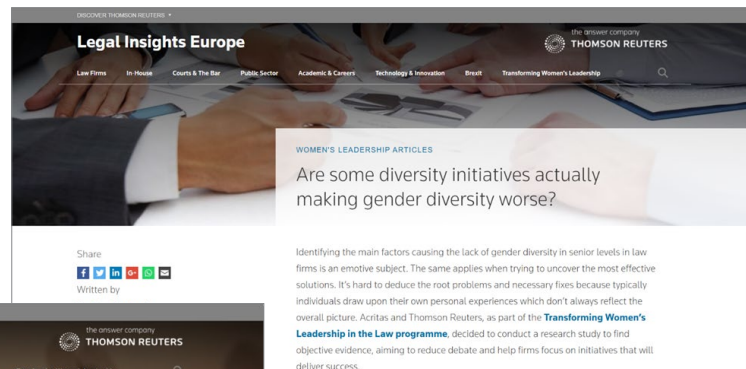 DISCOVER THOMSON REUTERS
Legal Insights Europe
the answer company
THOMSON REUTERS
Law Firms In-House Courts & The Bar Public Sector Academic & Careers Technology & Innovation Brexit Transforming Women's Leadership
WOMEN'S LEADERSHIP ARTICLES
Are some diversity initiatives actually
making gender diversity worse?
Share
Written by
Identifying the main factors causing the lack of gender diversity in senior levels in law
firms is an emotive subject. The same applies when trying to uncover the most effective
solutions. It's hard to deduce the root problems and necessary fixes because typically
individuals draw upon their own personal experiences which don't always reflect the
overall picture. Acritas and Thomson Reuters, as part of the Transforming Women's
Leadership in the Law programme, decided to conduct a research study to find
objective evidence, aiming to reduce debate and help firms focus on initiatives that will
deliver success.
the answer company
THOMSON REUTERS